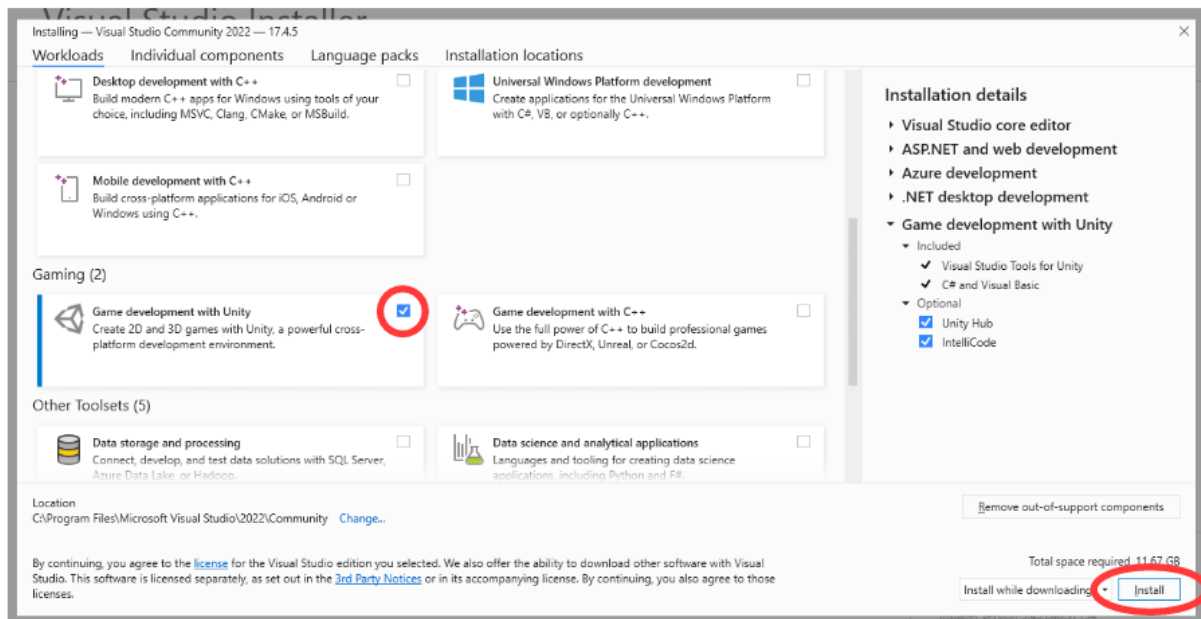 Visual Studio Installer
Installing — Visual Studio Community 2022 — 17.4.5
Workloads Individual components Language packs Installation locations
Desktop development with C++
Build modern C++ apps for Windows using tools of your
choice, including MSVC, Clang, CMake, or MSBuild.
Universal Windows Platform development
Create applications for the Universal Windows Platform
with C#, VB, or optionally C++.
Mobile development with C++
Build cross-platform applications for iOS, Android or
Windows using C++.
Gaming (2)
Game development with Unity
Create 2D and 3D games with Unity, a powerful cross-
platform development environment.
Game development with C++
Use the full power of C++ to build professional games
powered by DirectX, Unreal, or Cocos2d.
Other Toolsets (5)
Data storage and processing
Connect, develop, and test data solutions with SQL Server,
Azure Data Lake, or Hadoop.
Data science and analytical applications
Languages and tooling for creating data science
applications, including Python and F#.
Installation details
Visual Studio core editor
ASP.NET and web development
Azure development
.NET desktop development
Game development with Unity
Included
Visual Studio Tools for Unity
C# and Visual Basic
Optional
Unity Hub
IntelliCode
Location
C:\Program Files\Microsoft Visual Studio\2022\Community Change...
Remove out-of-support components
By continuing, you agree to the license for the Visual Studio edition you selected. We also offer the ability to download other software with Visual
Studio. This software is licensed separately, as set out in the 3rd Party Notices or in its accompanying license. By continuing, you also agree to those
licenses.
Total space required 11.67 GB
Install while downloading Install